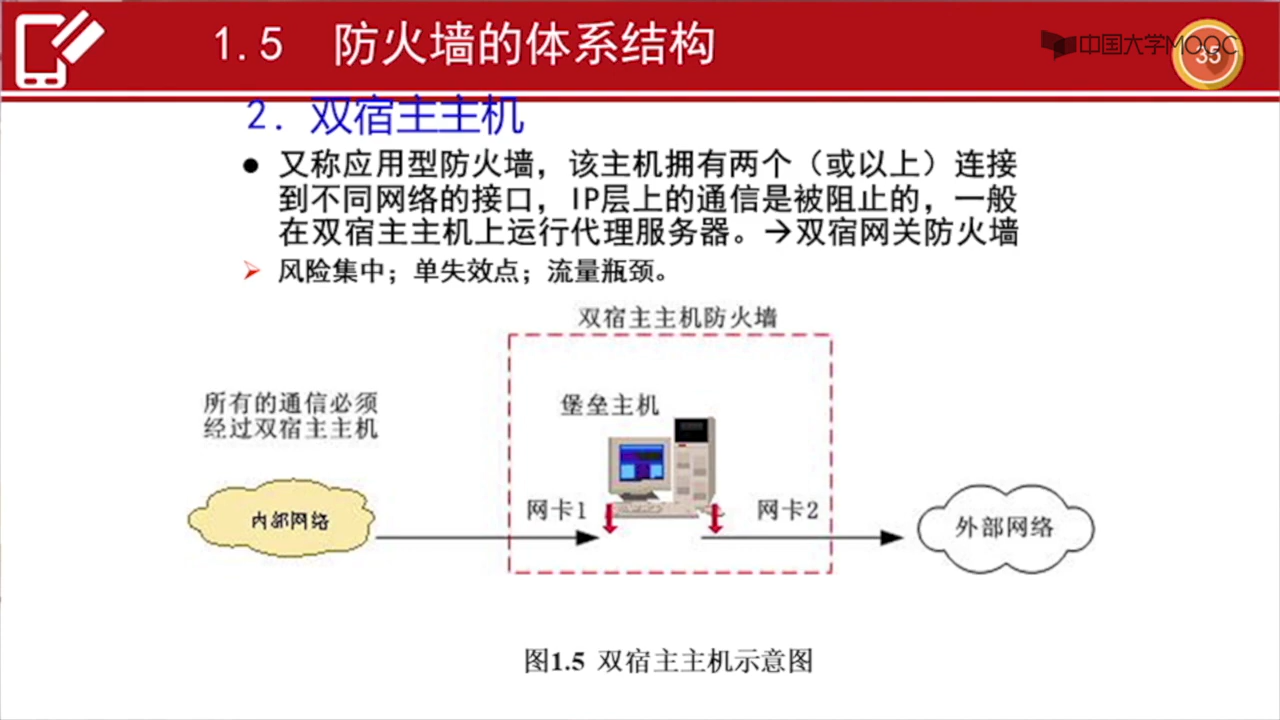 1.5 防火墙的体系结构
中国大学MOOC
35
2. 双宿主主机
● 又称应用型防火墙，该主机拥有两个（或以上）连接
到不同网络的接口，IP层上的通信是被阻止的，一般
在双宿主主机上运行代理服务器。→双宿网关防火墙
➢ 风险集中；单失效点；流量瓶颈。
双宿主主机防火墙
所有的通信必须
经过双宿主主机
堡垒主机
网卡1
网卡2
内部网络
外部网络
图1.5 双宿主主机示意图